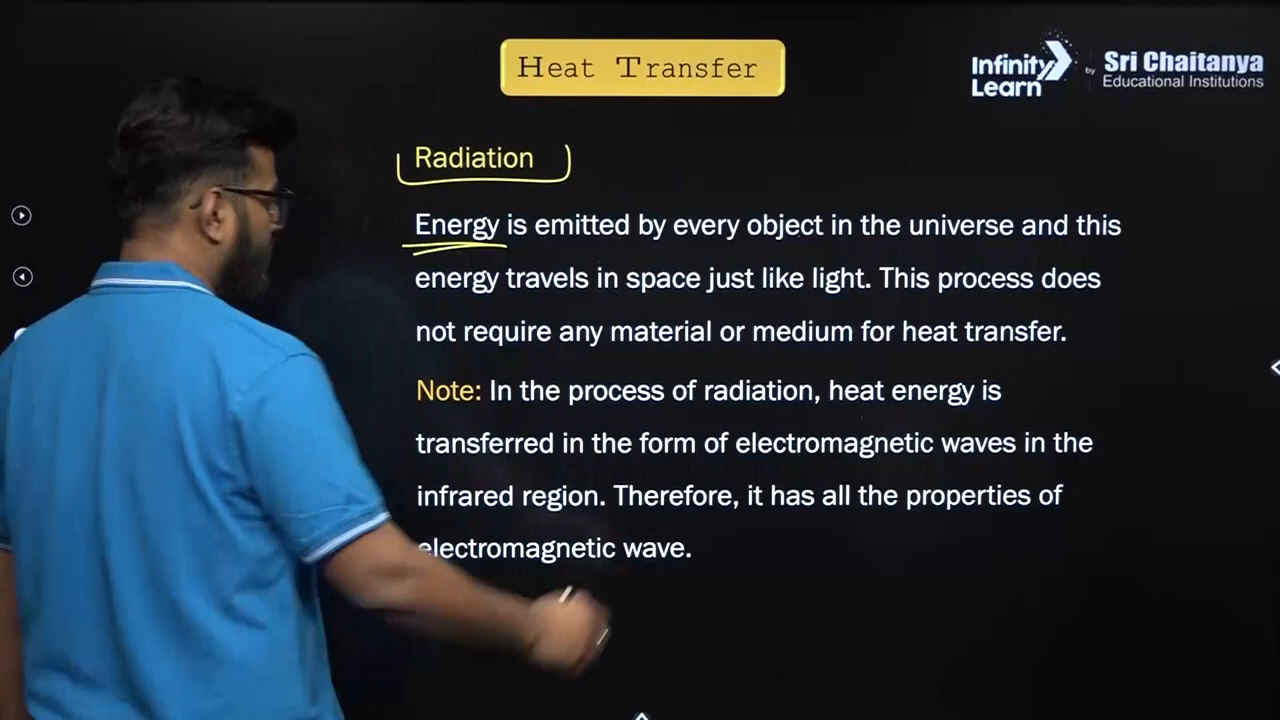 Heat Transfer
Infinity
Learn
by
Sri Chaitanya
Educational Institutions
Radiation
Energy is emitted by every object in the universe and this
energy travels in space just like light. This process does
not require any material or medium for heat transfer.
Note: In the process of radiation, heat energy is
transferred in the form of electromagnetic waves in the
infrared region. Therefore, it has all the properties of
electromagnetic wave.